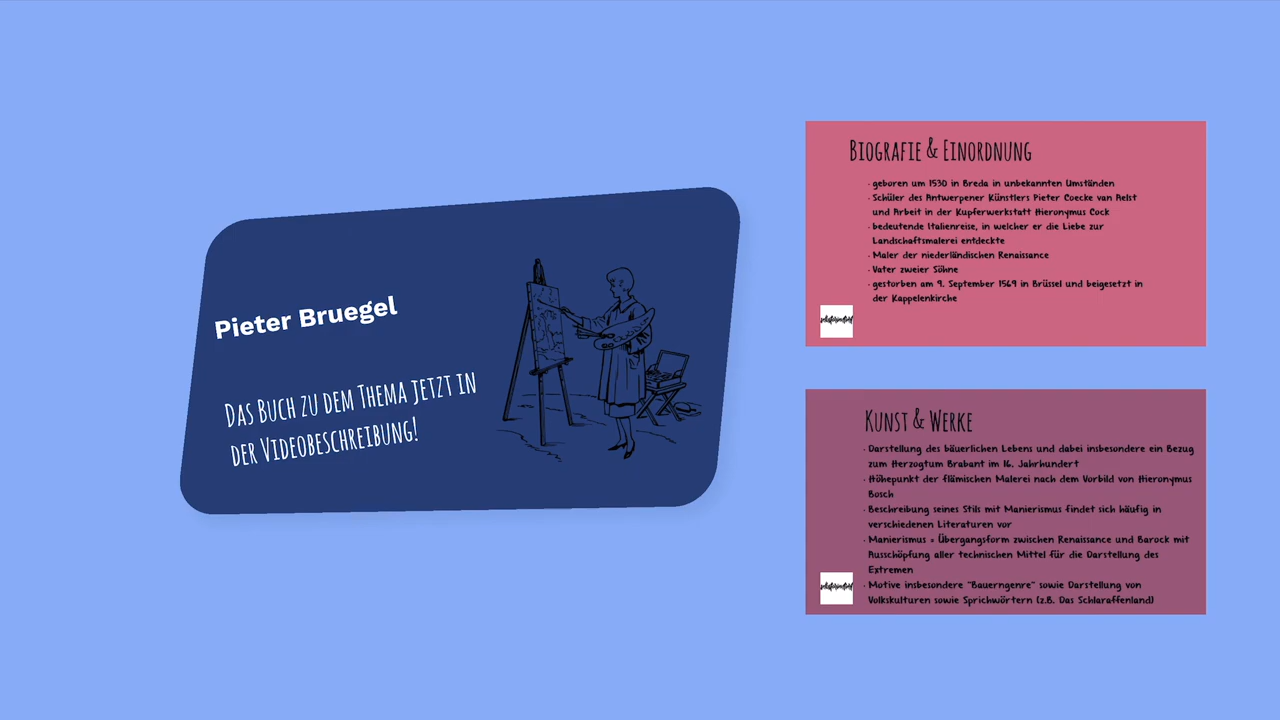 Pieter Bruegel
Das Buch zu dem Thema jetzt in
der Videobeschreibung!
Biografie & Einordnung
· geboren um 1530 in Breda in unbekannten Umständen
· Schüler des Antwerpener Künstlers Pieter Coecke van Aelst
und Arbeit in der Kupferwerkstatt Hieronymus Cock
· bedeutende Italienreise, in welcher er die Liebe zur
Landschaftsmalerei entdeckte
· Maler der niederländischen Renaissance
· Vater zweier Söhne
· gestorben am 9. September 1569 in Brüssel und beigesetzt in
der Kappelenkirche
Kunst & Werke
· Darstellung des bäuerlichen Lebens und dabei insbesondere ein Bezug
zum Herzogtum Brabant im 16. Jahrhundert
· Höhepunkt der flämischen Malerei nach dem Vorbild von Hieronymus
Bosch
· Beschreibung seines Stils mit Manierismus findet sich häufig in
verschiedenen Literaturen vor
· Manierismus = Übergangsform zwischen Renaissance und Barock mit
Ausschöpfung aller technischen Mittel für die Darstellung des
Extremen
· Motive insbesondere "Bauerngenre" sowie Darstellung von
Volkskulturen sowie Sprichwörtern (z.B. Das Schlaraffenland)